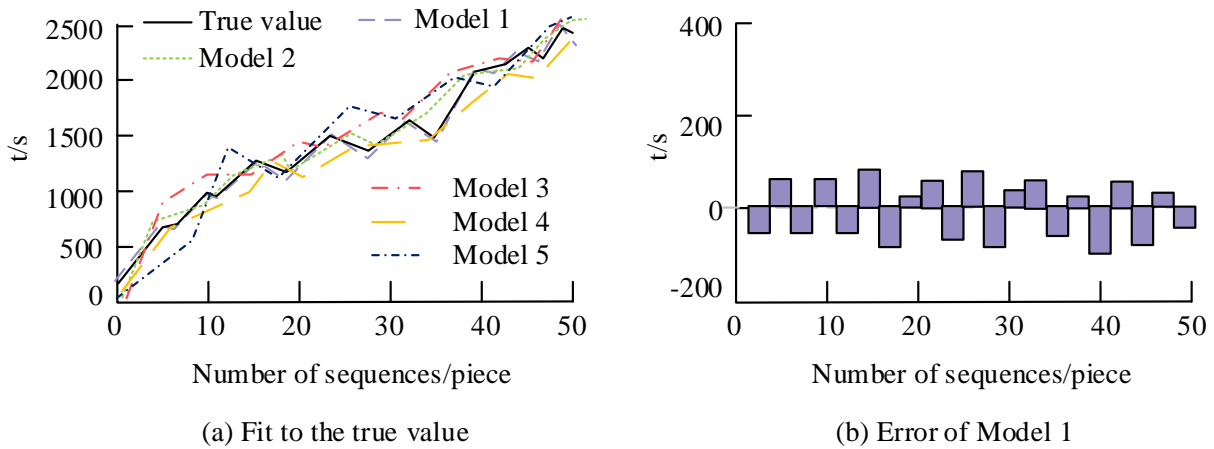 2500
2000
1500
1000
500
0
t/s
True value
Model 1
Model 2
Model 3
Model 4
Model 5
0
10
20
30
40
50
Number of sequences/piece
(a) Fit to the true value
400
200
0
-200
t/s
0
10
20
30
40
50
Number of sequences/piece
(b) Error of Model 1